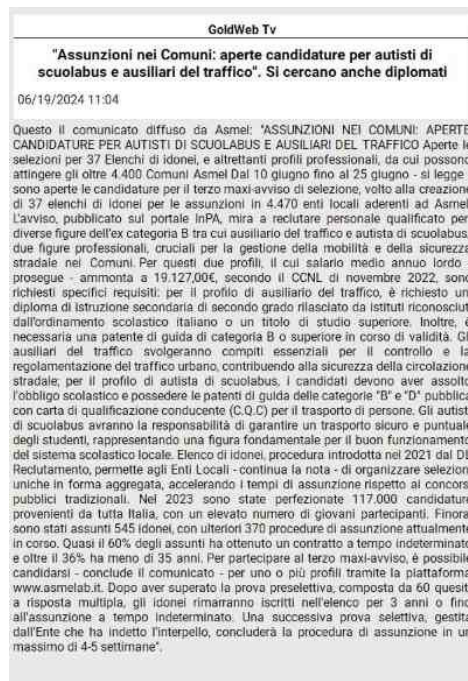 GoldWeb Tv
"Assunzioni nei Comuni: aperte candidature per autisti di
scuolabus e ausiliari del traffico". Si cercano anche diplomati
06/19/2024 11:04
Questo il comunicato diffuso da Asmel: "ASSUNZIONI NEI COMUNI: APERTE
CANDIDATURE PER AUTISTI DI SCUOLABUS E AUSILIARI DEL TRAFFICO Aperte le
selezioni per 37 Elenchi di idonei, e altrettanti profili professionali, da cui possono
attingere gli oltre 4.400 Comuni Asmel Dal 10 giugno fino al 25 giugno - si legge -
sono aperte le candidature per il terzo maxi-avviso di selezione, volto alla creazione
di 37 elenchi di idonei per le assunzioni in 4.470 enti locali aderenti ad Asmel
L'avviso, pubblicato sul portale InPA, mira a reclutare personale qualificato per
diverse figure dell'ex categoria B tra cui ausiliario del traffico e autista di scuolabus,
due figure professionali, cruciali per la gestione della mobilità e della sicurezza
stradale nei Comuni. Per questi due profili, il cui salario medio annuo lordo -
prosegue - ammonta a 19.127,00€, secondo il CCNL di novembre 2022, sono
richiesti specifici requisiti: per il profilo di ausiliario del traffico, è richiesto un
diploma di istruzione secondaria di secondo grado rilasciato da istituti riconosciuti
dall'ordinamento scolastico italiano o un titolo di studio superiore. Inoltre, è
necessaria una patente di guida di categoria B o superiore in corso di validità. Gli
ausiliari del traffico svolgeranno compiti essenziali per il controllo e la
regolamentazione del traffico urbano, contribuendo alla sicurezza della circolazione
stradale; per il profilo di autista di scuolabus, i candidati devono aver assolto
l'obbligo scolastico e possedere le patenti di guida delle categorie "B" e "D" pubblica
con carta di qualificazione conducente (C.Q.C) per il trasporto di persone. Gli autisti
di scuolabus avranno la responsabilità di garantire un trasporto sicuro e puntuale
degli studenti, rappresentando una figura fondamentale per il buon funzionamento
del sistema scolastico locale. Elenco di idonei, procedura introdotta nel 2021 dal DL
Reclutamento, permette agli Enti Locali - continua la nota - di organizzare selezioni
uniche in forma aggregata, accelerando i tempi di assunzione rispetto ai concorsi
pubblici tradizionali. Nel 2023 sono state perfezionate 117.000 candidature
provenienti da tutta Italia, con un elevato numero di giovani partecipanti. Finora
sono stati assunti 545 idonei, con ulteriori 370 procedure di assunzione attualmente
in corso. Quasi il 60% degli assunti ha ottenuto un contratto a tempo indeterminato
e oltre il 36% ha meno di 35 anni. Per partecipare al terzo maxi-avviso, è possibile
candidarsi - conclude il comunicato - per uno o più profili tramite la piattaforma
www.asmelab.it. Dopo aver superato la prova preselettiva, composta da 60 quesiti
a risposta multipla, gli idonei rimarranno iscritti nell'elenco per 3 anni o fino
all'assunzione a tempo indeterminato. Una successiva prova selettiva, gestita
dall'Ente che ha indetto l'interpello, concluderà la procedura di assunzione in un
massimo di 4-5 settimane".